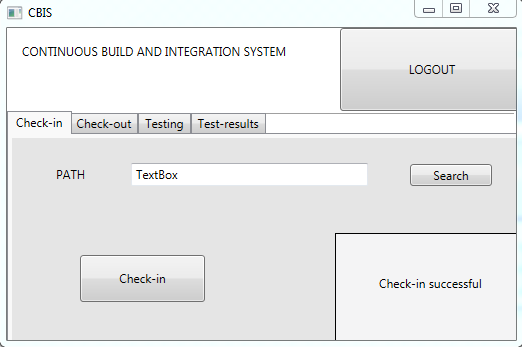 CBIS
CONTINUOUS BUILD AND INTEGRATION SYSTEM
LOGOUT
Check-in Check-out Testing Test-results
PATH TextBox Search
Check-in
Check-in successful